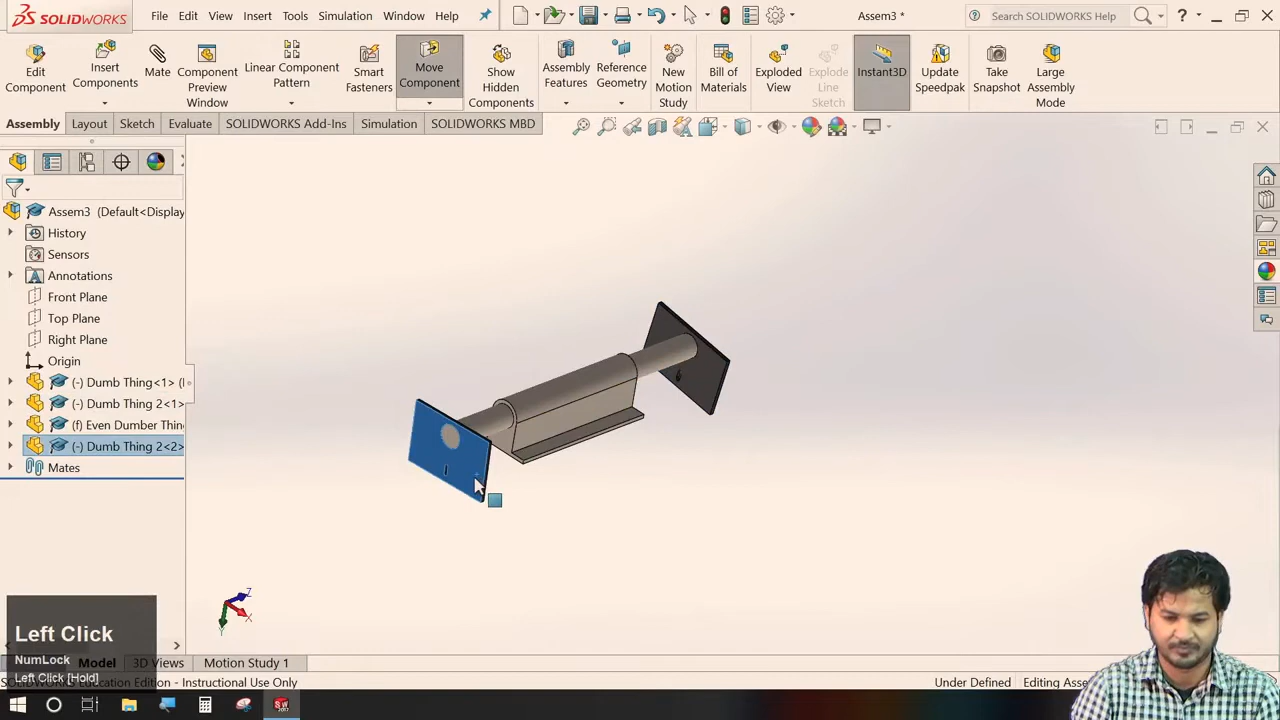 SOLIDWORKS
File Edit View Insert Tools Simulation Window Help
Assem3 *
Search SOLIDWORKS Help
?
Edit Component
Insert Components
Mate
Component Preview Window
Linear Component Pattern
Smart Fasteners
Move Component
Show Hidden Components
Assembly Features
Reference Geometry
New Motion Study
Bill of Materials
Exploded View
Explode Line Sketch
Instant3D
Update Speedpak
Take Snapshot
Large Assembly Mode
Assembly Layout Sketch Evaluate SOLIDWORKS Add-Ins Simulation SOLIDWORKS MBD
Assem3 (Default<Display
History
Sensors
Annotations
Front Plane
Top Plane
Right Plane
Origin
(-) Dumb Thing<1>
(-) Dumb Thing 2<1>
(f) Even Dumber Thin
(-) Dumb Thing 2<2>
Mates
Z
X
Y
Left Click
NumLock
Left Click [Hold]
Model 3D Views Motion Study 1
SOLIDWORKS Education Edition - Instructional Use Only
Under Defined
Editing Asse